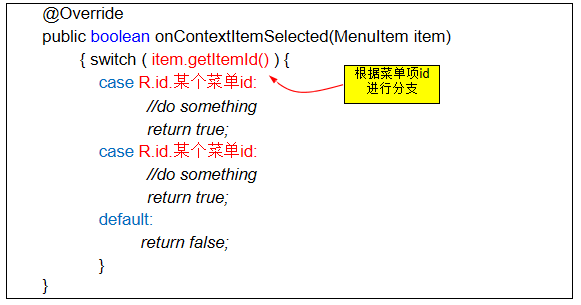 @Override
public boolean onContextItemSelected(MenuItem item)
{ switch ( item.getItemId() ) {
case R.id.某个菜单id:
//do something
return true;
case R.id.某个菜单id:
//do something
return true;
default:
return false;
}
}
根据菜单项id
进行分支